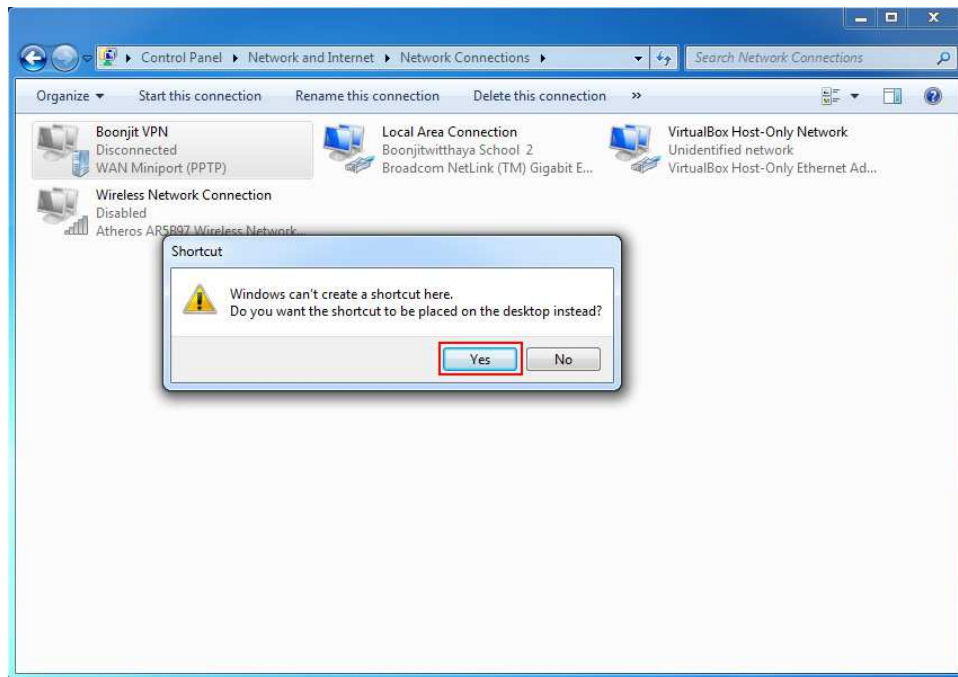 Control Panel ▸ Network and Internet ▸ Network Connections ▸
Search Network Connections
Organize ▾ Start this connection Rename this connection Delete this connection »
Boonjit VPN
Disconnected
WAN Miniport (PPTP)
Local Area Connection
Boonjitwitthaya School 2
Broadcom NetLink (TM) Gigabit E...
VirtualBox Host-Only Network
Unidentified network
VirtualBox Host-Only Ethernet Ad...
Wireless Network Connection
Disabled
Atheros AR5B97 Wireless Network...
Shortcut
Windows can't create a shortcut here.
Do you want the shortcut to be placed on the desktop instead?
Yes No